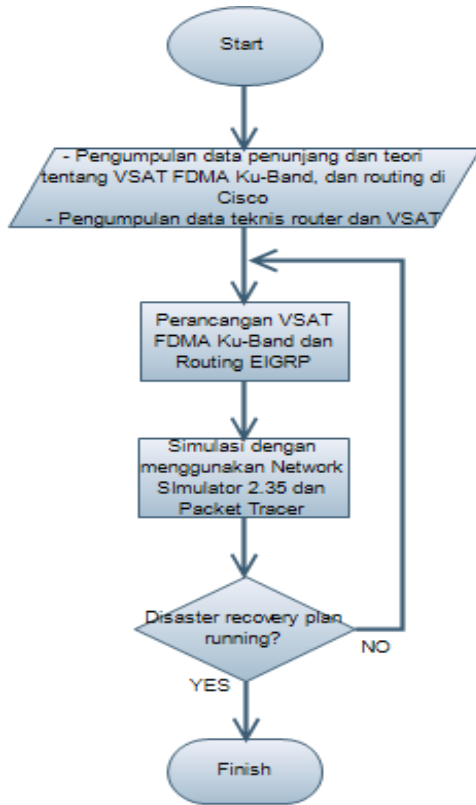 Start
- Pengumpulan data penunjang dan teori
tentang VSAT FDMA Ku-Band, dan routing di
Cisco
- Pengumpulan data teknis router dan VSAT
Perancangan VSAT
FDMA Ku-Band dan
Routing EIGRP
Simulasi dengan
menggunakan Network
SImulator 2.35 dan
Packet Tracer
Disaster recovery plan
running?
NO
YES
Finish